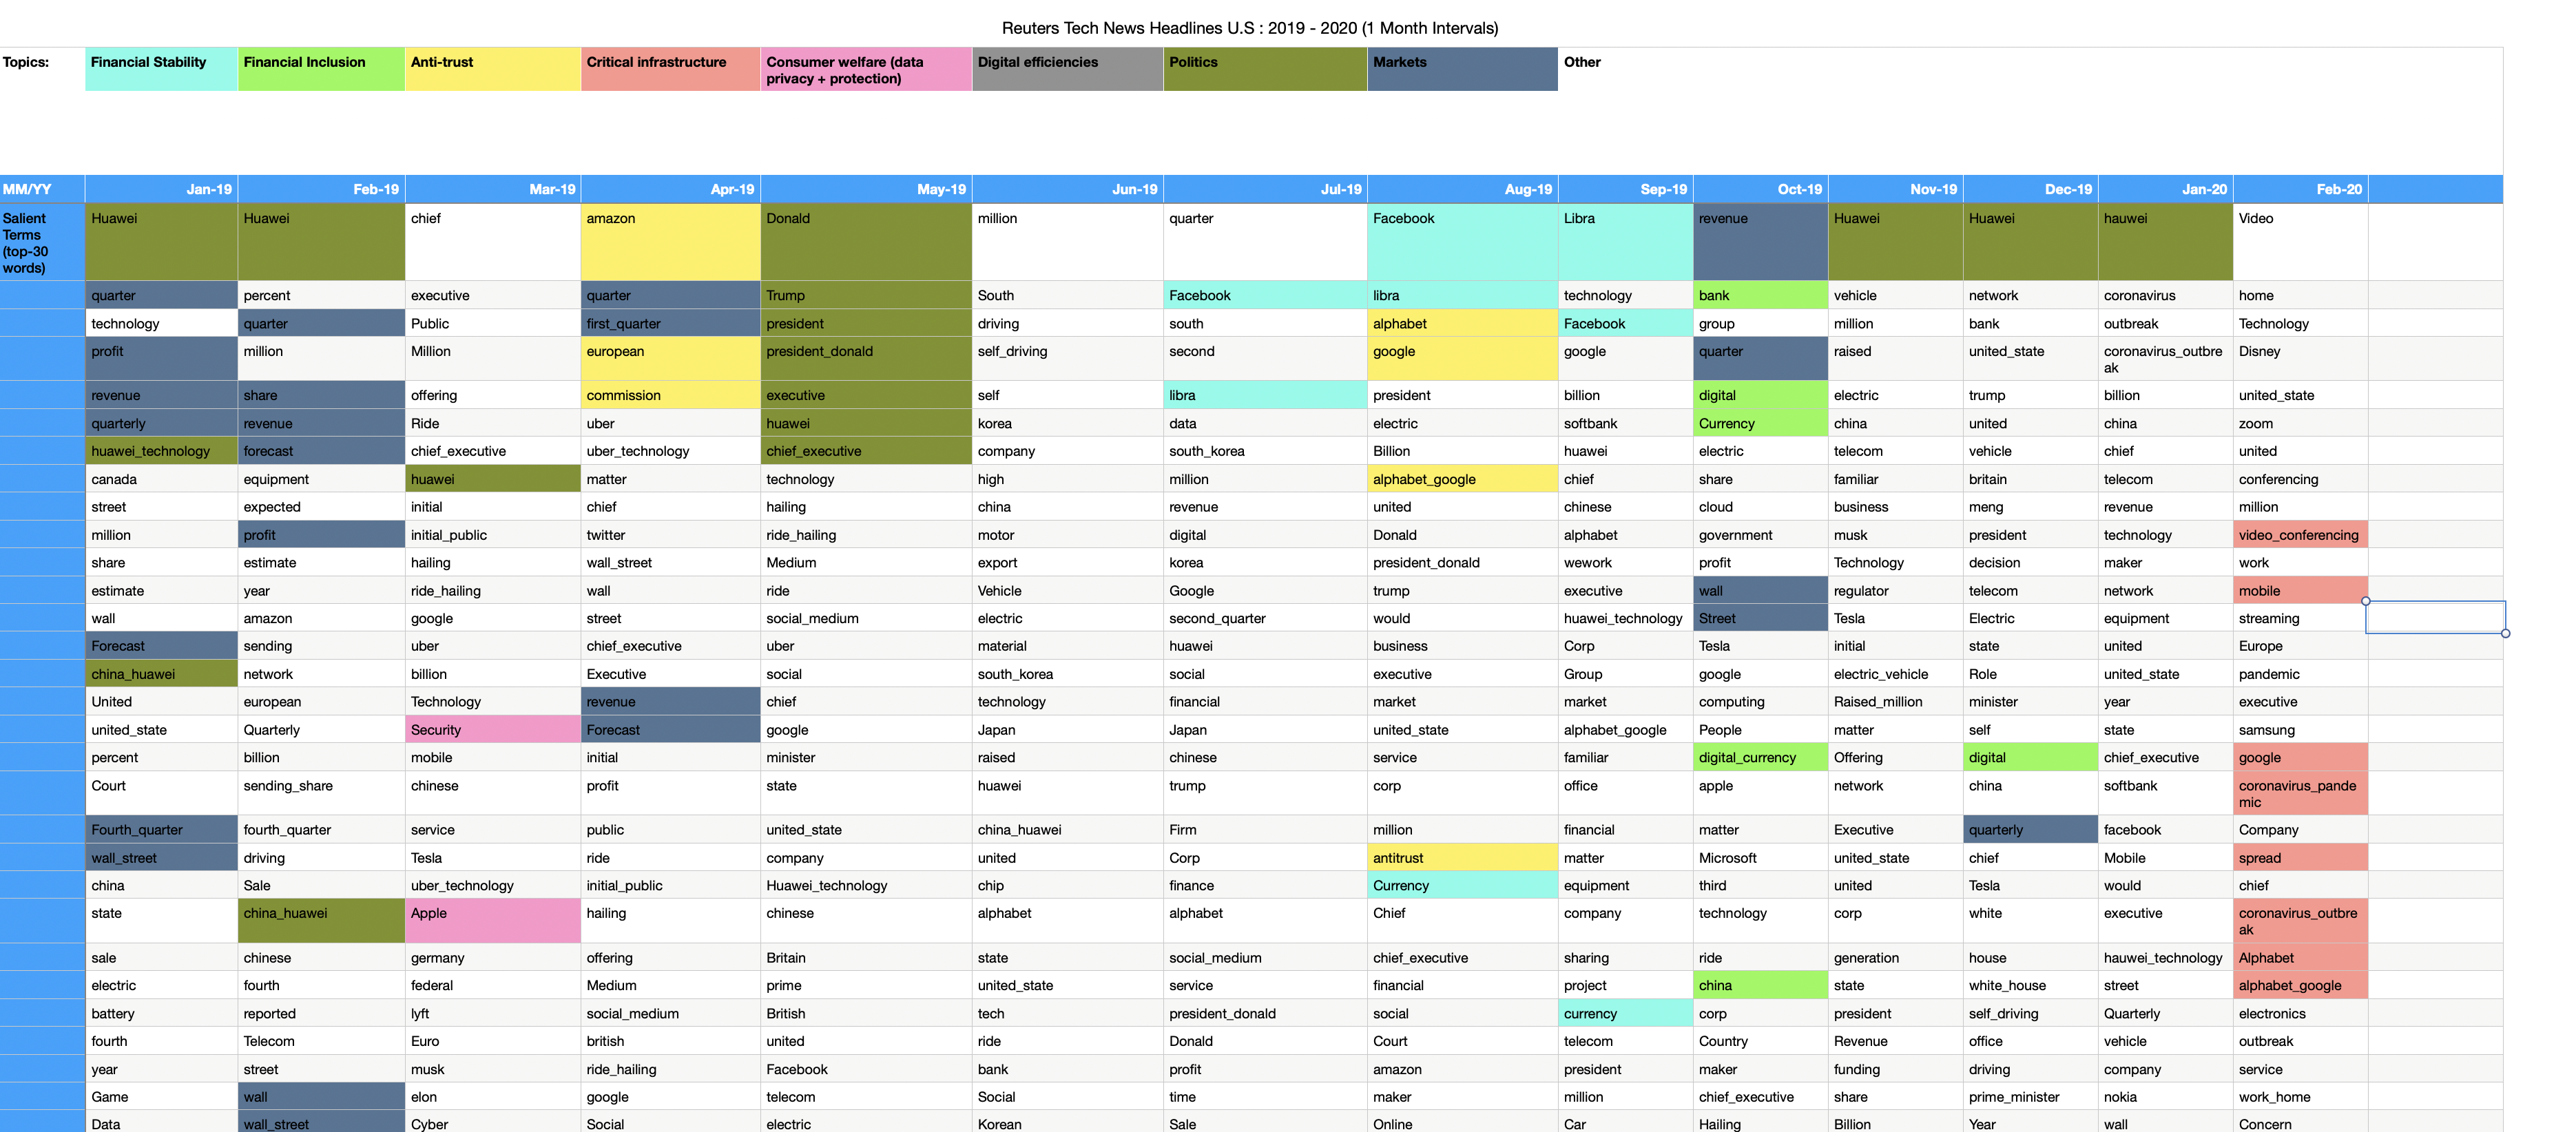 Reuters Tech News Headlines U.S : 2019 - 2020 (1 Month Intervals)
Topics: Financial Stability Financial Inclusion Anti-trust Critical infrastructure Consumer welfare (data Digital efficiencies Politics Markets Other
privacy + protection)
MM/YY Jan-19 Feb-19 Mar-19 Apr-19 May-19 Jun-19 Jul-19 Aug-19 Sep-19 Oct-19 Nov-19 Dec-19 Jan-20 Feb-20
Salient Huawei Huawei chief amazon Donald million quarter Facebook Libra revenue Huawei Huawei hauwei Video
Terms
(top-30
words)
quarter percent executive quarter Trump South Facebook libra technology bank vehicle network coronavirus home
technology quarter Public first_quarter president driving south alphabet Facebook group million bank outbreak Technology
profit million Million european president_donald self_driving second google google quarter raised united_state coronavirus_outbre Disney
ak
revenue share offering commission executive self libra president billion digital electric trump billion united_state
quarterly revenue Ride uber huawei korea data electric softbank Currency china united china zoom
huawei_technology forecast chief_executive uber_technology chief_executive company south_korea Billion huawei electric telecom vehicle chief united
canada equipment huawei matter technology high million alphabet_google chief share familiar britain telecom conferencing
street expected initial chief hailing china revenue united chinese cloud business meng revenue million
million profit initial_public twitter ride_hailing motor digital Donald alphabet government musk president technology video_conferencing
share estimate hailing wall_street Medium export korea president_donald wework profit Technology decision maker work
estimate year ride_hailing wall ride Vehicle Google trump executive wall regulator telecom network mobile
wall amazon google street social_medium electric second_quarter would huawei_technology Street Tesla Electric equipment streaming
Forecast sending uber chief_executive uber material huawei business Corp Tesla initial state united Europe
china_huawei network billion Executive social south_korea social executive Group google electric_vehicle Role united_state pandemic
United european Technology revenue chief technology financial market market computing Raised_million minister year executive
united_state Quarterly Security Forecast google Japan Japan united_state alphabet_google People matter self state samsung
percent billion mobile initial minister raised chinese service familiar digital_currency Offering digital chief_executive google
Court sending_share chinese profit state huawei trump corp office apple network china softbank coronavirus_pande
mic
Fourth_quarter fourth_quarter service public united_state china_huawei Firm million financial matter Executive quarterly facebook Company
wall_street driving Tesla ride company united Corp antitrust matter Microsoft united_state chief Mobile spread
china Sale uber_technology initial_public Huawei_technology chip finance Currency equipment third united Tesla would chief
state china_huawei Apple hailing chinese alphabet alphabet Chief company technology corp white executive coronavirus_outbre
ak
sale chinese germany offering Britain state social_medium chief_executive sharing ride generation house hauwei_technology Alphabet
electric fourth federal Medium prime united_state service financial project china state white_house street alphabet_google
battery reported lyft social_medium British tech president_donald social currency corp president self_driving Quarterly electronics
fourth Telecom Euro british united ride Donald Court telecom Country Revenue office vehicle outbreak
year street musk ride_hailing Facebook bank profit amazon president maker funding driving company service
Game wall elon google telecom Social time maker million chief_executive share prime_minister nokia work_home
Data wall_street Cyber Social electric Korean Sale Online Car Hailing Billion Year wall Concern